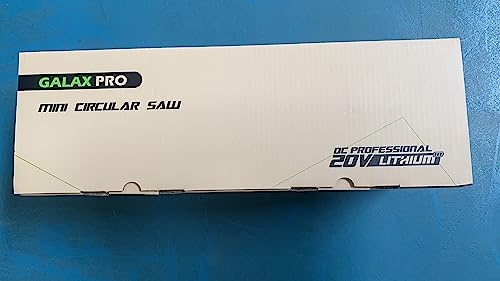 GALAX PRO
MINI CIRCULAR SAW
DC PROFESSIONAL
20V LITHIUM